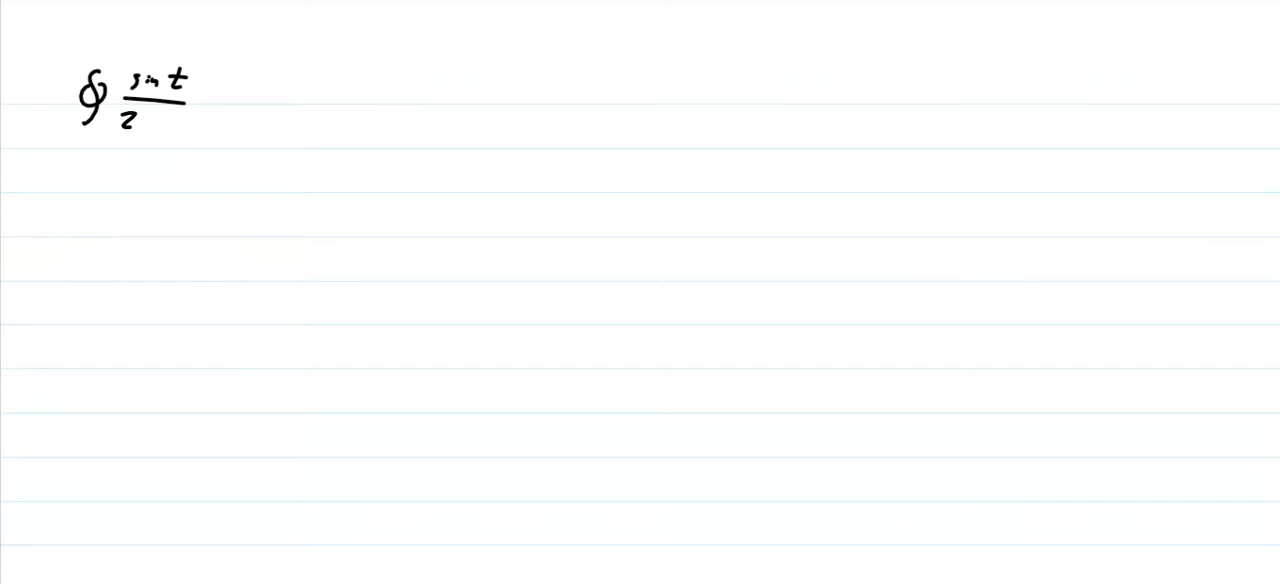 ∮ sin t / z